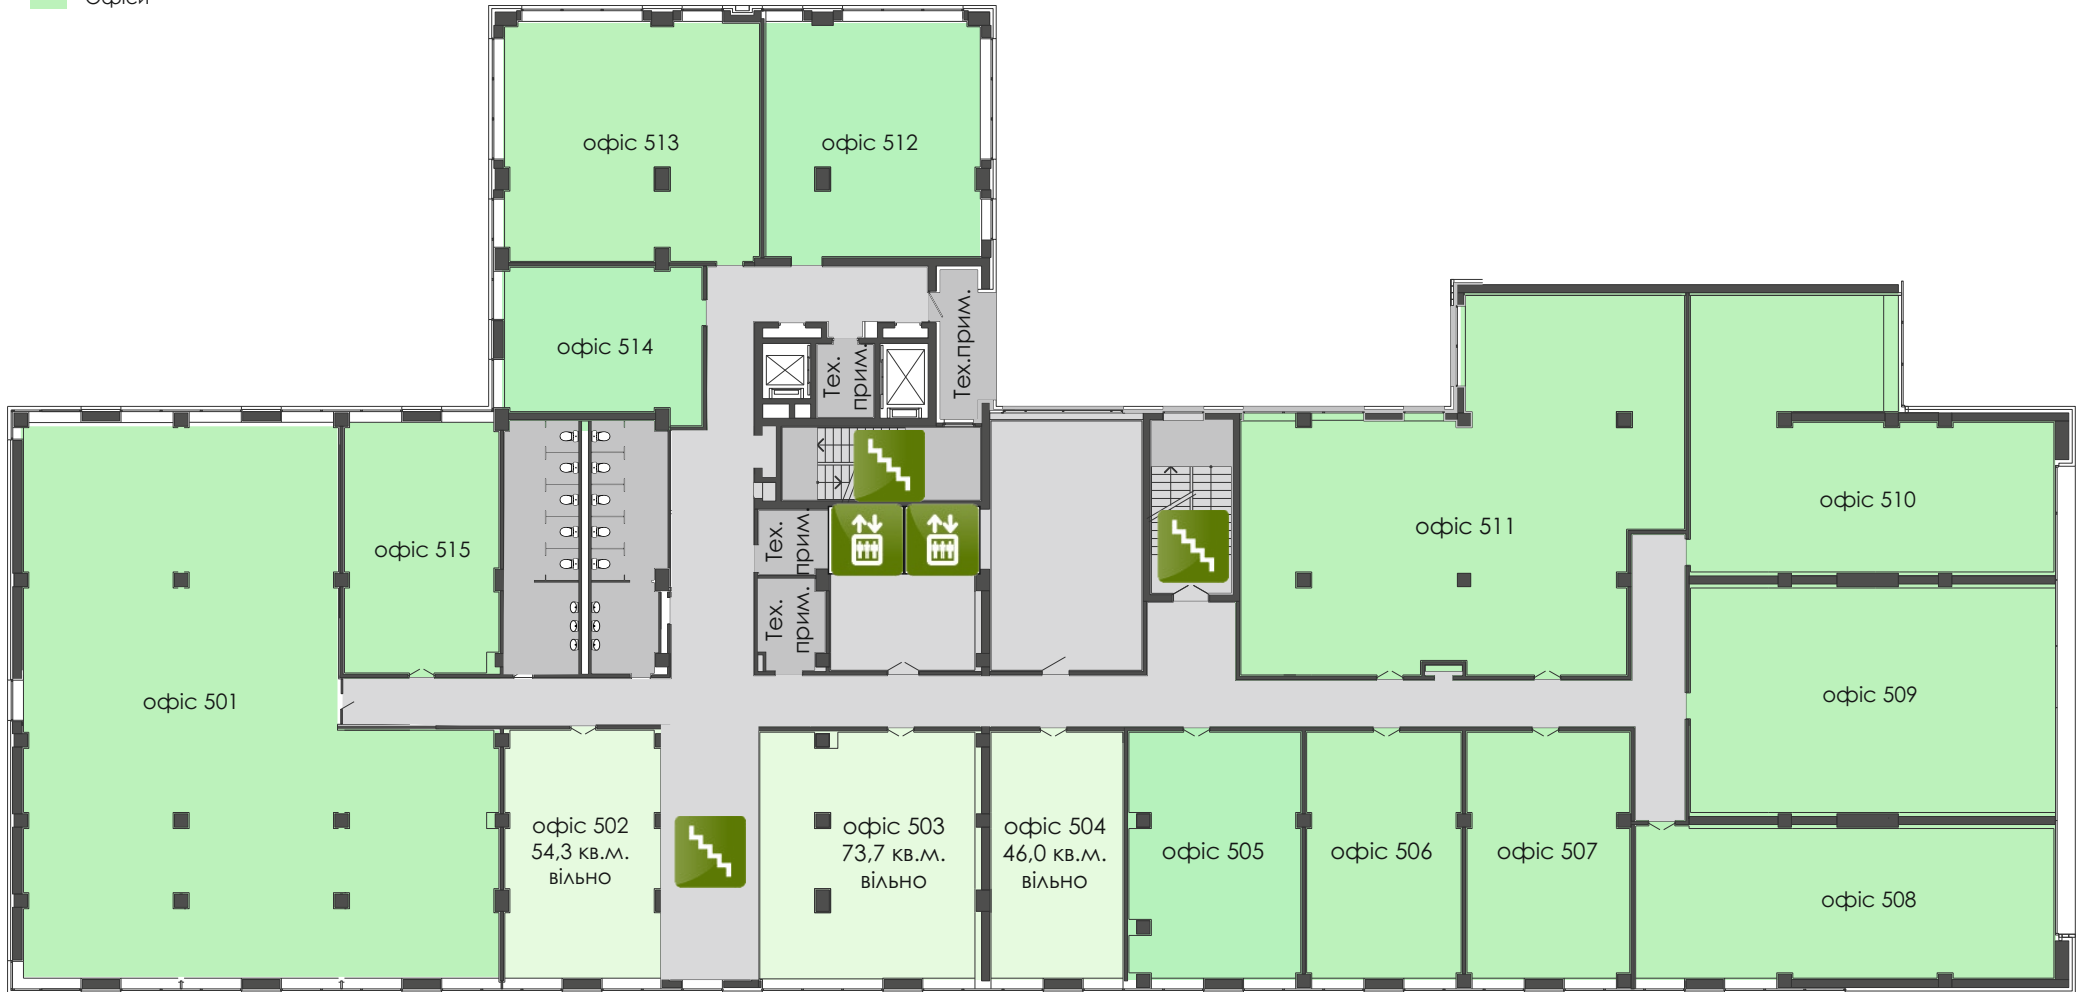 Офіси
офіс 513
офіс 512
офіс 514
Тех.
прим.
Тех.прим.
офіс 515
Тех.
прим.
Тех.
прим.
офіс 511
офіс 510
офіс 501
офіс 509
офіс 502
54,3 кв.м.
вільно
офіс 503
73,7 кв.м.
вільно
офіс 504
46,0 кв.м.
вільно
офіс 505
офіс 506
офіс 507
офіс 508